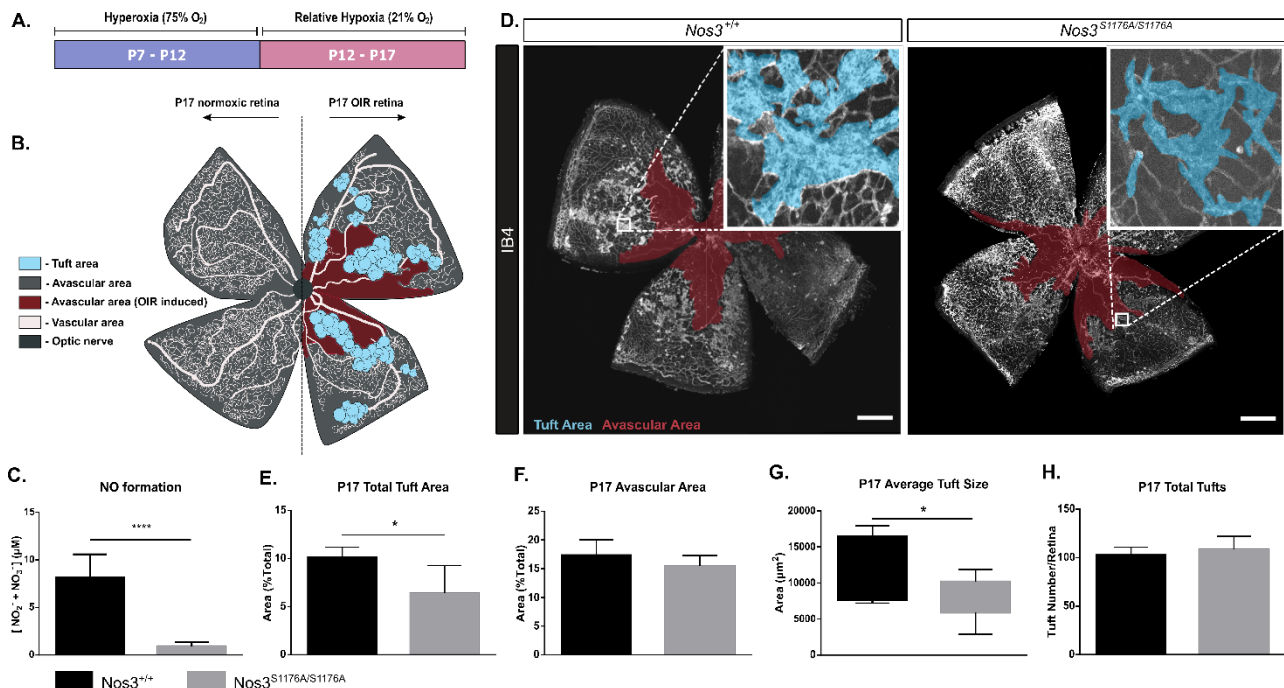 A.
Hyperoxia (75% O₂)
Relative Hypoxia (21% O₂)
P7 - P12
P12 - P17
B.
P17 normoxic retina
P17 OIR retina
- Tuft area
- Avascular area
- Avascular area (OIR induced)
- Vascular area
- Optic nerve
D.
Nos3⁺/⁺
Nos3ˢ¹¹⁷⁶ᴬ/ˢ¹¹⁷⁶ᴬ
IB4
Tuft Area Avascular Area
C.
NO formation
[ NO₂⁻ + NO₃⁻] (µM)
15
10
5
0
****
E.
P17 Total Tuft Area
Area (%Total)
15
10
5
0
*
F.
P17 Avascular Area
Area (%Total)
25
20
15
10
5
0
G.
P17 Average Tuft Size
Area (µm²)
20000
15000
10000
5000
0
*
H.
P17 Total Tufts
Tuft Number/Retina
150
100
50
0
Nos3⁺/⁺
Nos3ˢ¹¹⁷⁶ᴬ/ˢ¹¹⁷⁶ᴬ